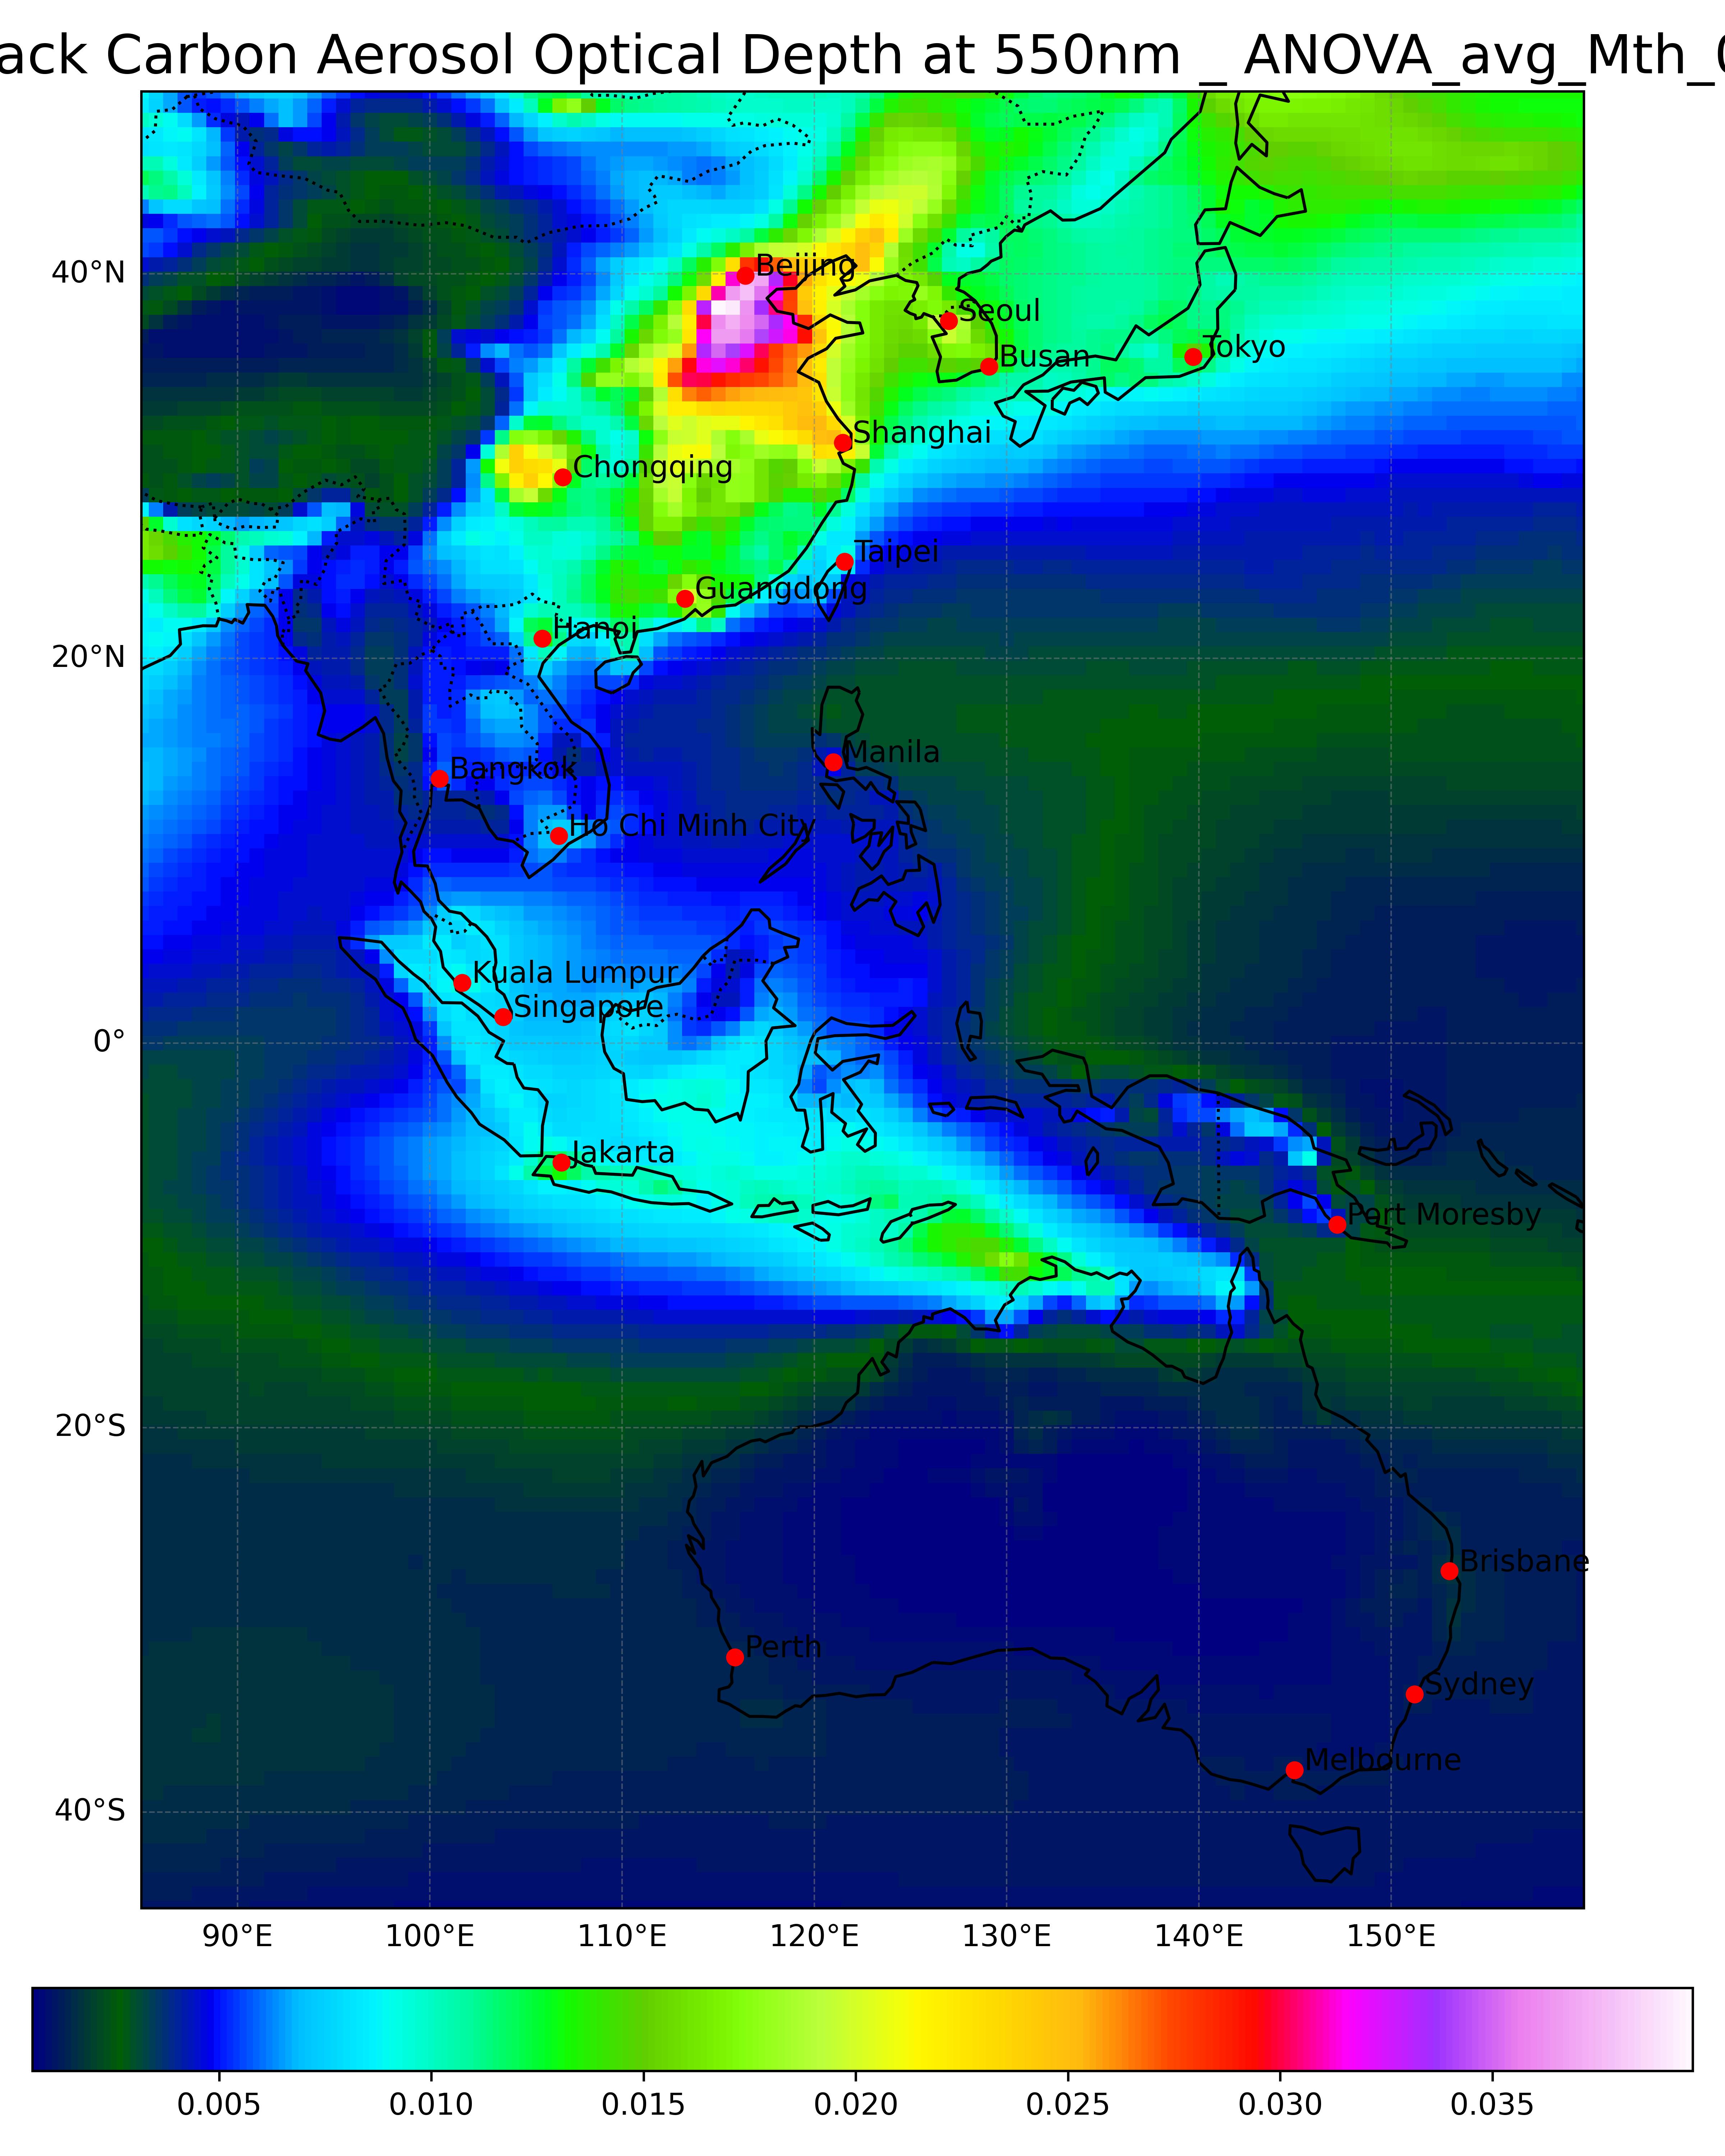 ack Carbon Aerosol Optical Depth at 550nm _ ANOVA_avg_Mth_0
40°N
20°N
0°
20°S
40°S
Beijing
Seoul
Busan
Tokyo
Shanghai
Chongqing
Taipei
Guangdong
Hanoi
Manila
Bangkok
Ho Chi Minh City
Kuala Lumpur
Singapore
Jakarta
Port Moresby
Brisbane
Perth
Sydney
Melbourne
90°E 100°E 110°E 120°E 130°E 140°E 150°E
0.005 0.010 0.015 0.020 0.025 0.030 0.035